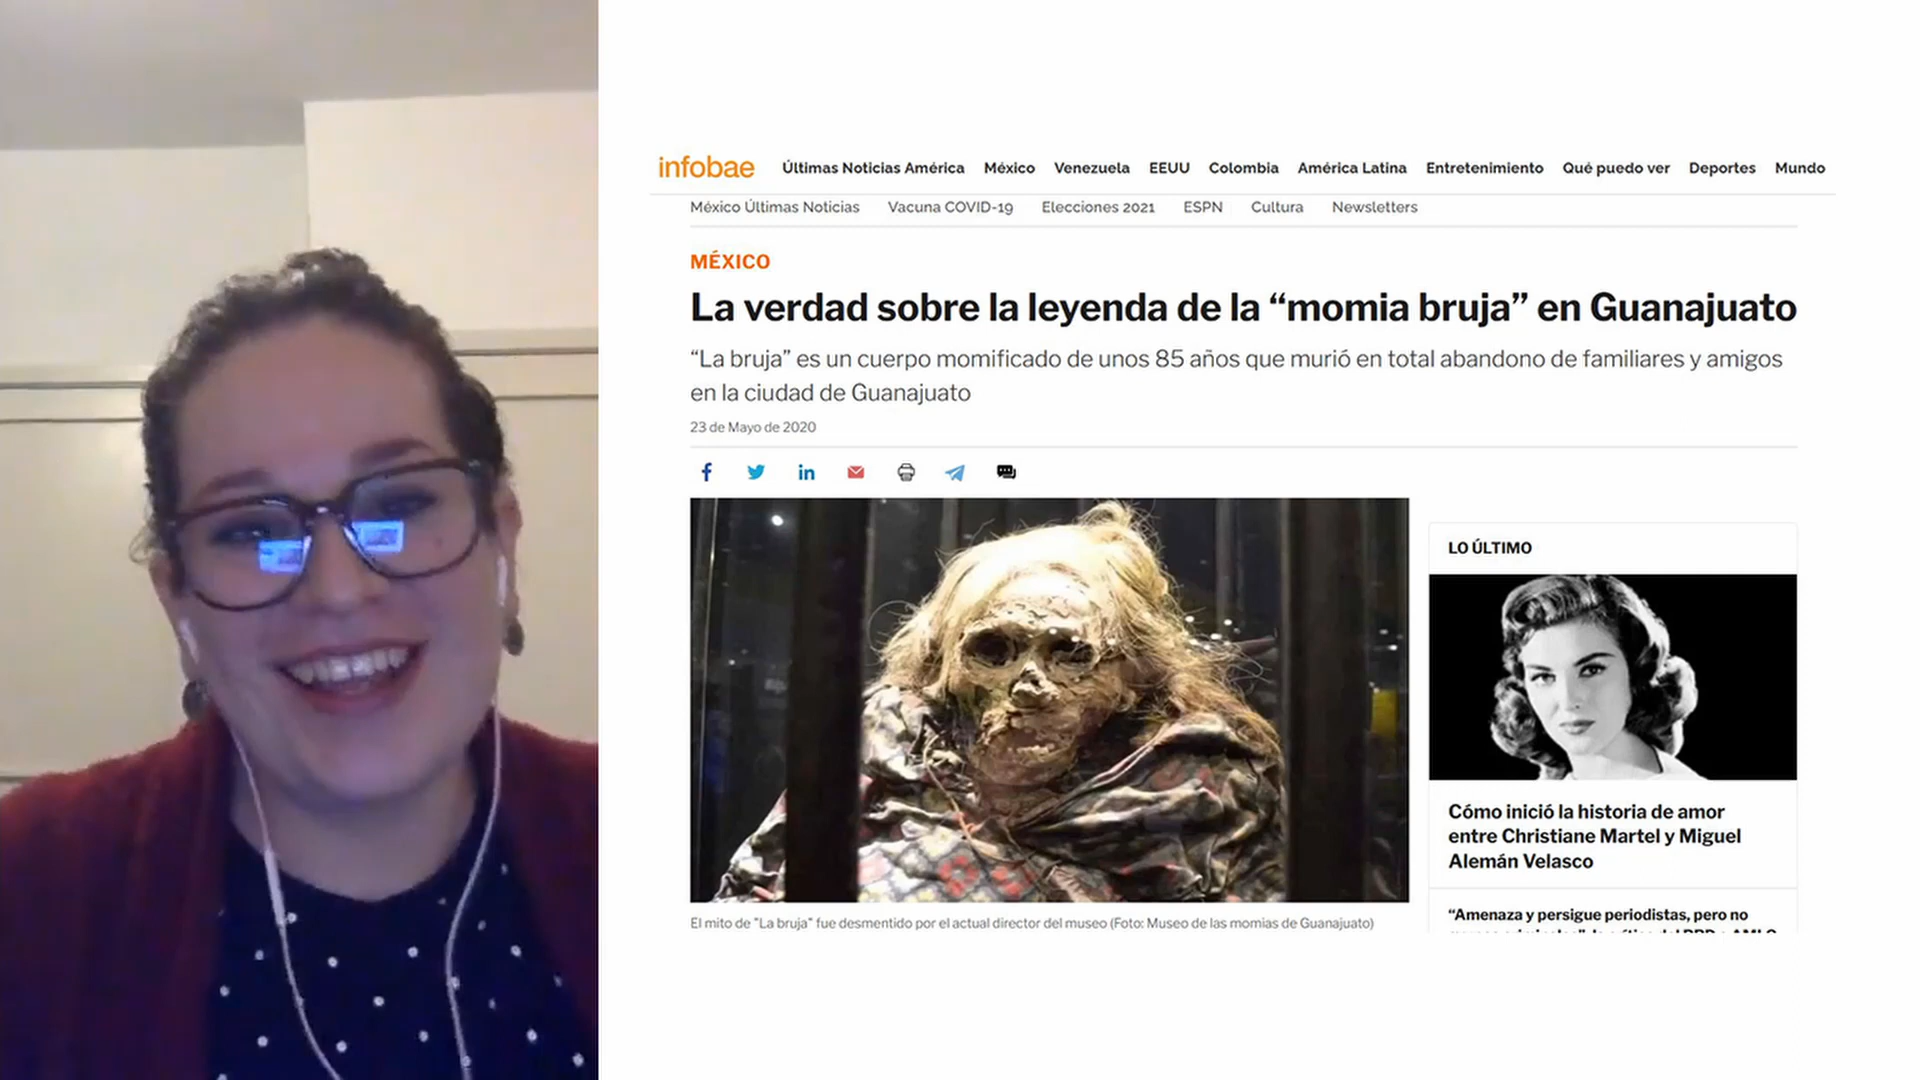 infobae Últimas Noticias América México Venezuela EEUU Colombia América Latina Entretenimiento Qué puedo ver Deportes Mundo
México Últimas Noticias Vacuna COVID-19 Elecciones 2021 ESPN Cultura Newsletters
MÉXICO
La verdad sobre la leyenda de la “momia bruja” en Guanajuato
“La bruja” es un cuerpo momificado de unos 85 años que murió en total abandono de familiares y amigos
en la ciudad de Guanajuato
23 de Mayo de 2020
El mito de "La bruja" fue desmentido por el actual director del museo (Foto: Museo de las momias de Guanajuato)
LO ÚLTIMO
Cómo inició la historia de amor
entre Christiane Martel y Miguel
Alemán Velasco
“Amenaza y persigue periodistas, pero no